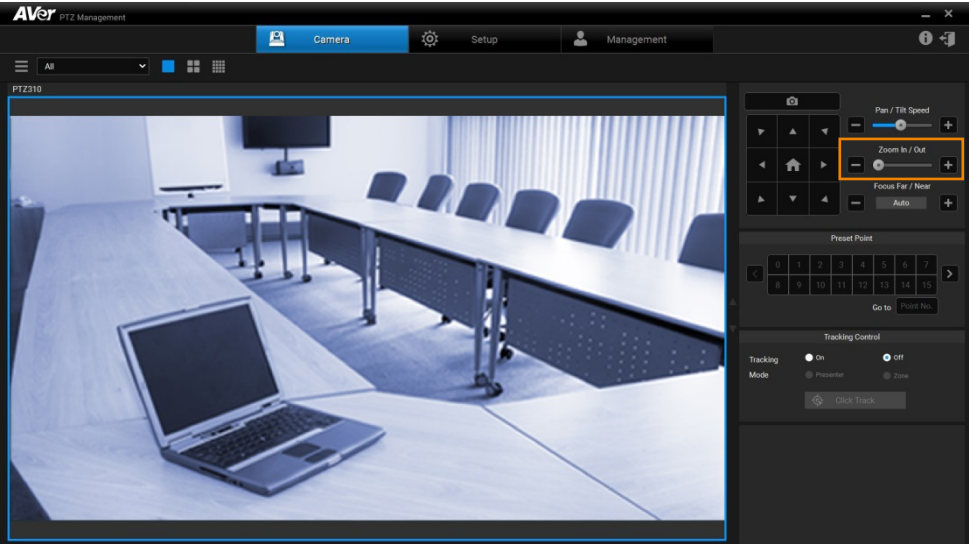 AVer PTZ Management
Camera
Setup
Management
All
PTZ310
Pan / Tilt Speed
Zoom In / Out
Focus Far / Near
Auto
Preset Point
0 1 2 3 4 5 6 7
8 9 10 11 12 13 14 15
Go to Point No.
Tracking Control
Tracking On Off
Mode Presenter Zone
Click Track